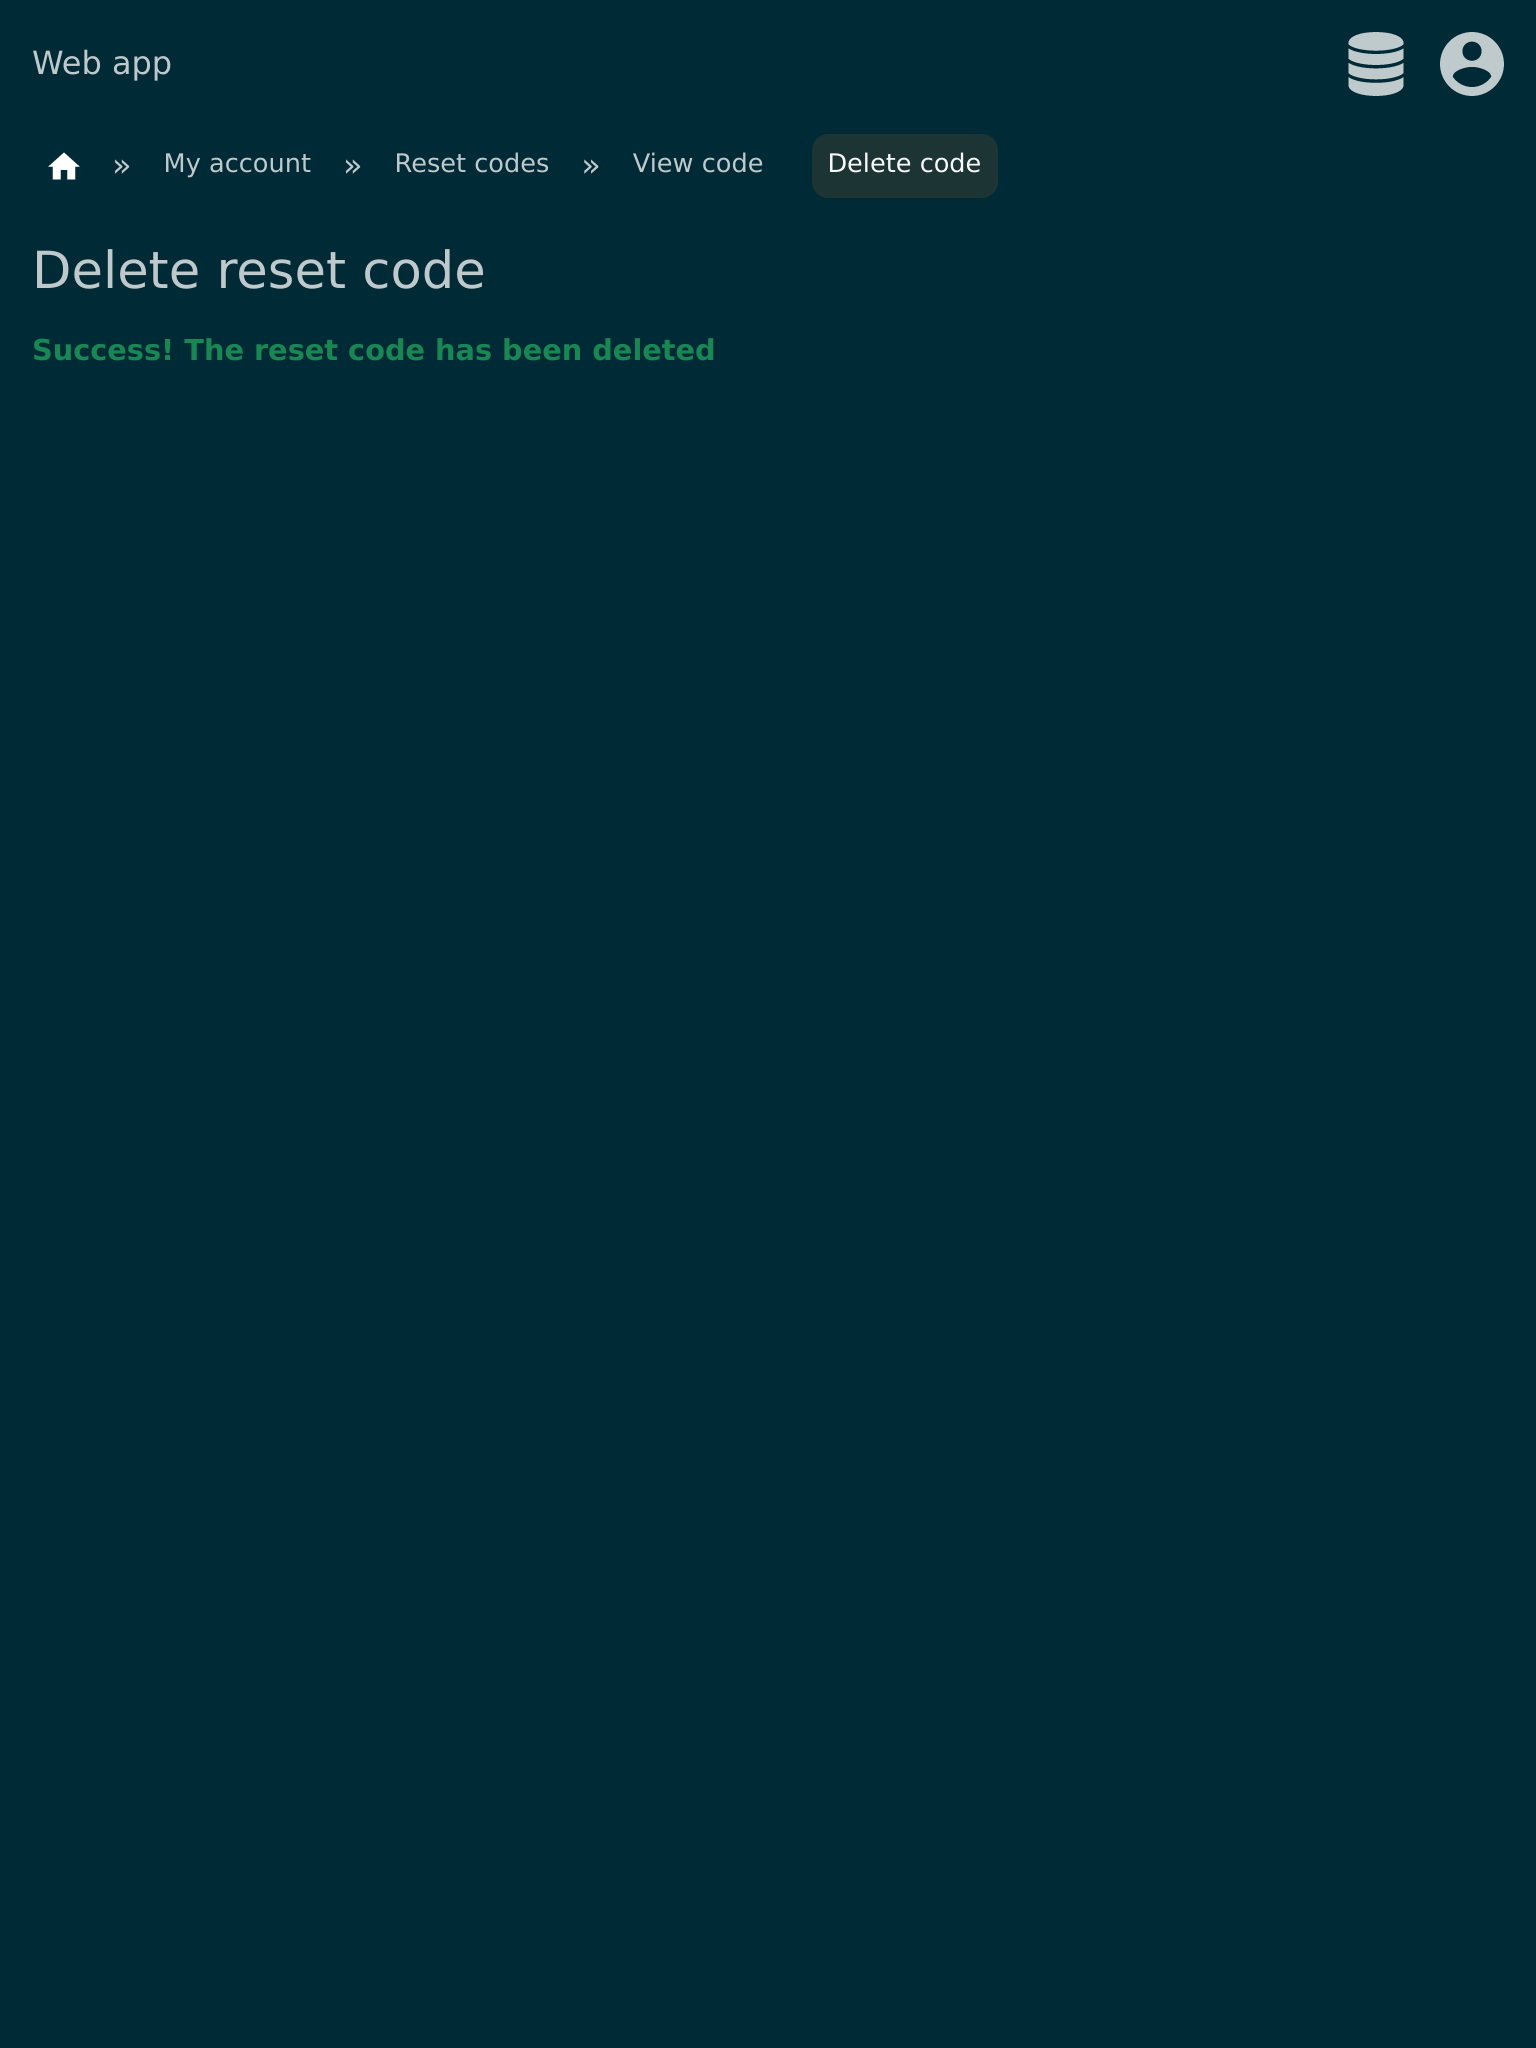 Web app
» My account » Reset codes » View code Delete code
Delete reset code
Success! The reset code has been deleted